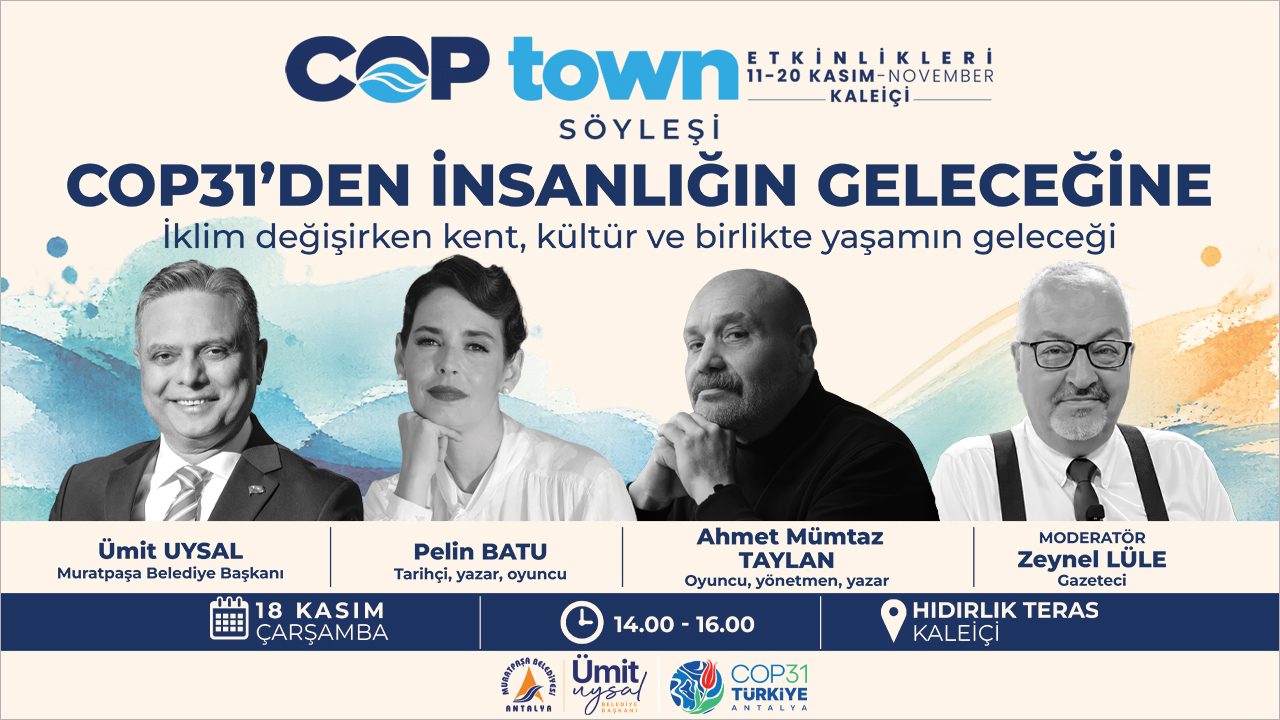 COP town
ETKİNLİKLERİ
11-20 KASIM-NOVEMBER
KALEİÇİ
SÖYLEŞİ
COP31'DEN İNSANLIĞIN GELECEĞİNE
İklim değişirken kent, kültür ve birlikte yaşamın geleceği
Ümit UYSAL
Muratpaşa Belediye Başkanı
Pelin BATU
Tarihçi, yazar, oyuncu
Ahmet Mümtaz
TAYLAN
Oyuncu, yönetmen, yazar
MODERATÖR
Zeynel LÜLE
Gazeteci
18 KASIM
ÇARŞAMBA
14.00 - 16.00
HIDIRLIK TERAS
KALEİÇİ
MURATPAŞA BELEDİYESİ
ANTALYA
Ümit
uysal
BELEDİYE
BAŞKANI
COP31
TÜRKİYE
ANTALYA